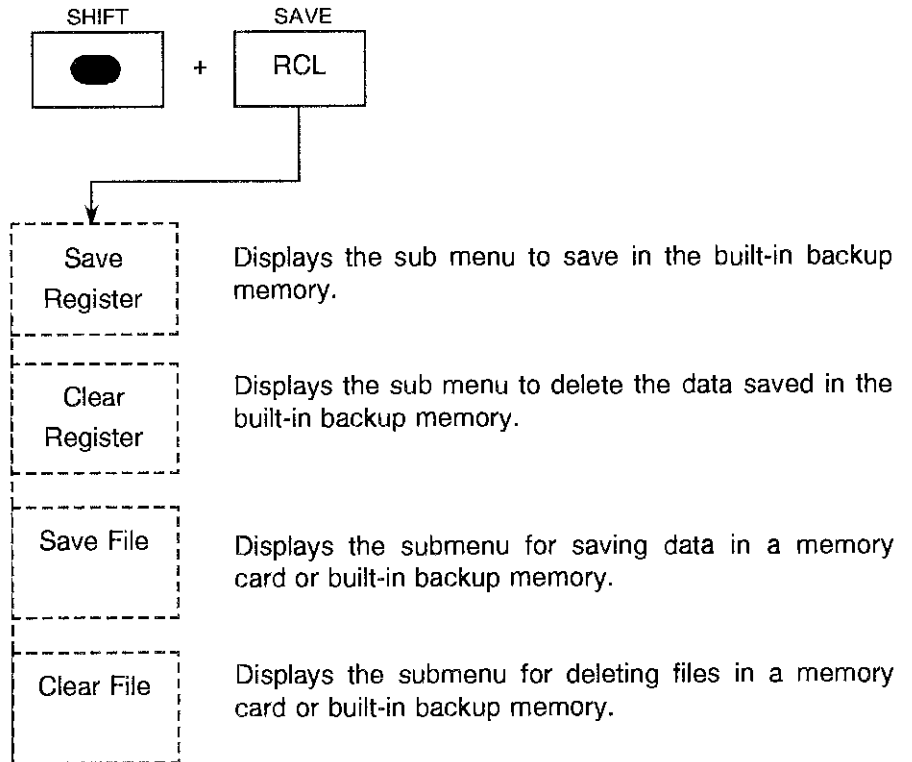 SHIFT SAVE
+ RCL
Save
Register
Displays the sub menu to save in the built-in backup
memory.
Clear
Register
Displays the sub menu to delete the data saved in the
built-in backup memory.
Save File
Displays the submenu for saving data in a memory
card or built-in backup memory.
Clear File
Displays the submenu for deleting files in a memory
card or built-in backup memory.